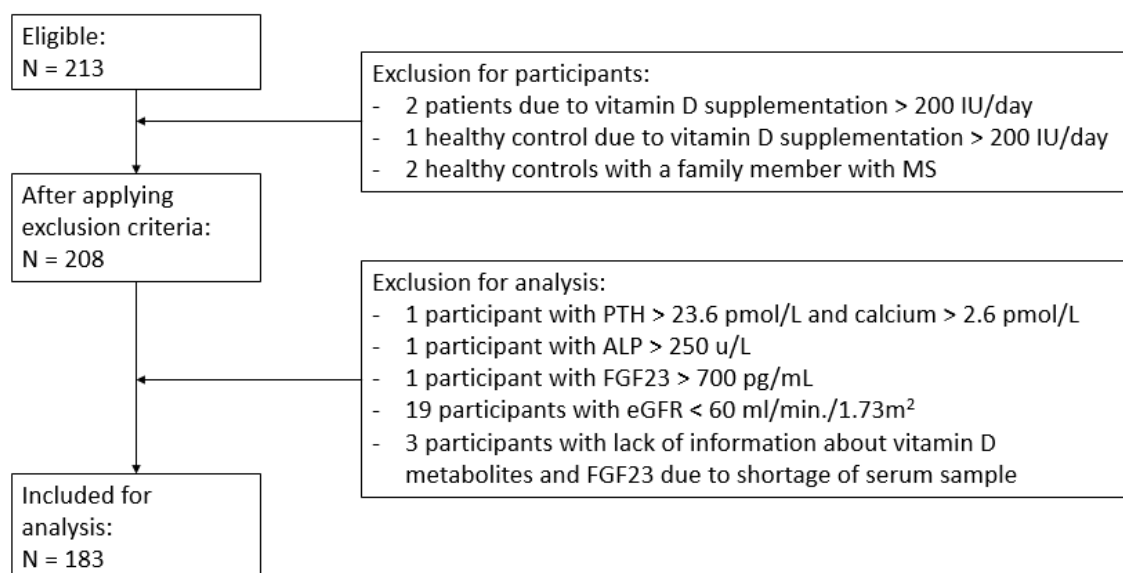 Eligible:
N = 213
Exclusion for participants:
- 2 patients due to vitamin D supplementation > 200 IU/day
- 1 healthy control due to vitamin D supplementation > 200 IU/day
- 2 healthy controls with a family member with MS
After applying
exclusion criteria:
N = 208
Exclusion for analysis:
- 1 participant with PTH > 23.6 pmol/L and calcium > 2.6 pmol/L
- 1 participant with ALP > 250 u/L
- 1 participant with FGF23 > 700 pg/mL
- 19 participants with eGFR < 60 ml/min./1.73m²
- 3 participants with lack of information about vitamin D
metabolites and FGF23 due to shortage of serum sample
Included for
analysis:
N = 183